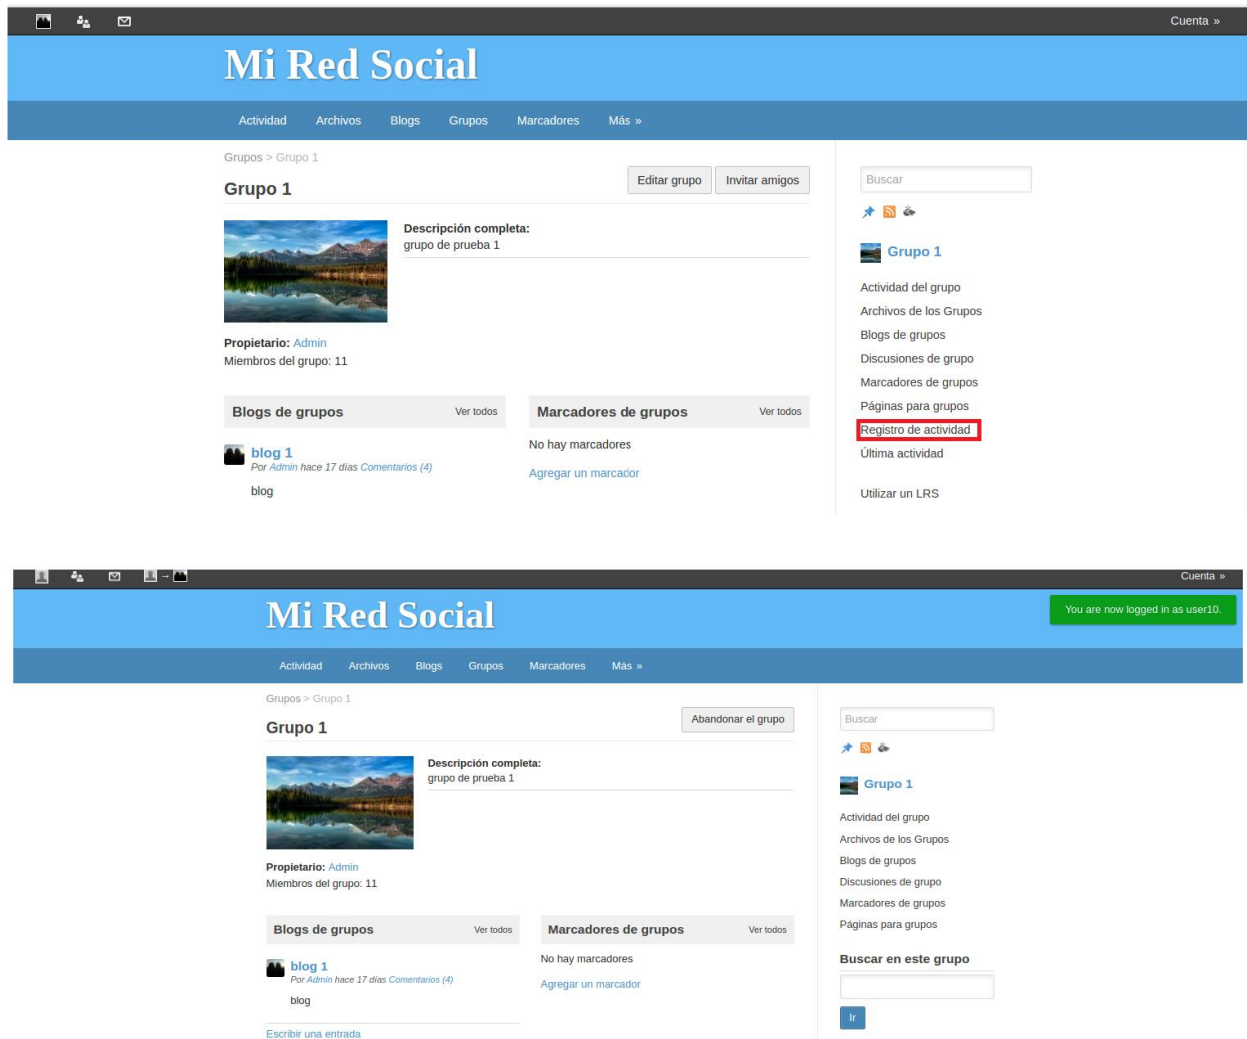 Cuenta »
Mi Red Social
Actividad Archivos Blogs Grupos Marcadores Más »
Grupos > Grupo 1
Grupo 1
Editar grupo Invitar amigos
Descripción completa:
grupo de prueba 1
Propietario: Admin
Miembros del grupo: 11
Blogs de grupos Ver todos
blog 1
Por Admin hace 17 días Comentarios (4)
blog
Marcadores de grupos Ver todos
No hay marcadores
Agregar un marcador
Buscar
Grupo 1
Actividad del grupo
Archivos de los Grupos
Blogs de grupos
Discusiones de grupo
Marcadores de grupos
Páginas para grupos
Registro de actividad
Última actividad
Utilizar un LRS
Cuenta »
Mi Red Social
You are now logged in as user10.
Actividad Archivos Blogs Grupos Marcadores Más »
Grupos > Grupo 1
Grupo 1
Abandonar el grupo
Descripción completa:
grupo de prueba 1
Propietario: Admin
Miembros del grupo: 11
Blogs de grupos Ver todos
blog 1
Por Admin hace 17 días Comentarios (4)
blog
Escribir una entrada
Marcadores de grupos Ver todos
No hay marcadores
Agregar un marcador
Buscar
Grupo 1
Actividad del grupo
Archivos de los Grupos
Blogs de grupos
Discusiones de grupo
Marcadores de grupos
Páginas para grupos
Buscar en este grupo
Ir